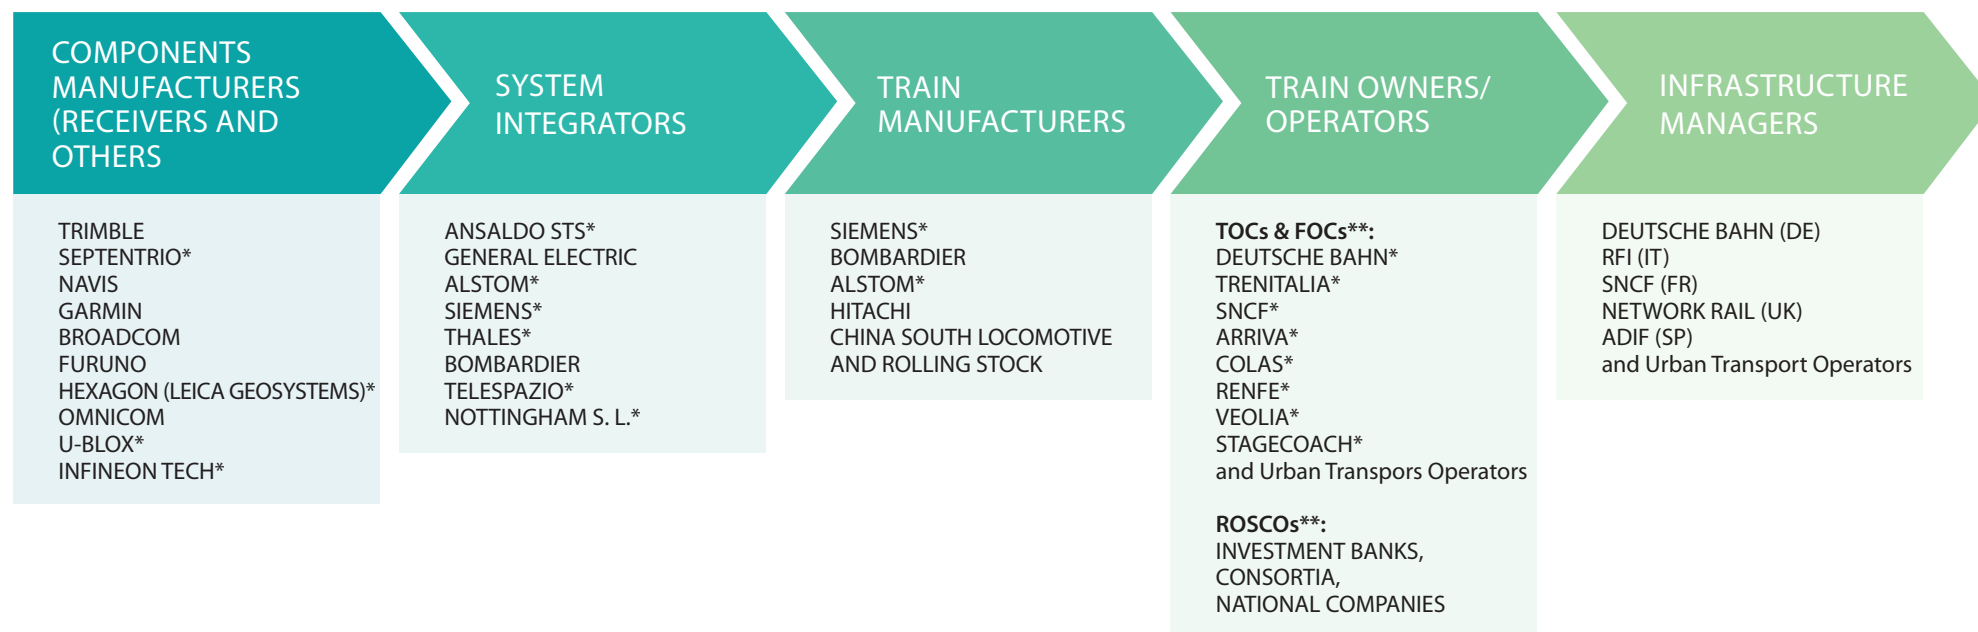 COMPONENTS
MANUFACTURERS
(RECEIVERS AND
OTHERS
TRIMBLE
SEPTENTRIO*
NAVIS
GARMIN
BROADCOM
FURUNO
HEXAGON (LEICA GEOSYSTEMS)*
OMNICOM
U-BLOX*
INFINEON TECH*
SYSTEM
INTEGRATORS
ANSALDO STS*
GENERAL ELECTRIC
ALSTOM*
SIEMENS*
THALES*
BOMBARDIER
TELESPAZIO*
NOTTINGHAM S. L.*
TRAIN
MANUFACTURERS
SIEMENS*
BOMBARDIER
ALSTOM*
HITACHI
CHINA SOUTH LOCOMOTIVE
AND ROLLING STOCK
TRAIN OWNERS/
OPERATORS
TOCs & FOCs**:
DEUTSCHE BAHN*
TRENITALIA*
SNCF*
ARRIVA*
COLAS*
RENFE*
VEOLIA*
STAGECOACH*
and Urban Transpors Operators
ROSCOs**:
INVESTMENT BANKS,
CONSORTIA,
NATIONAL COMPANIES
INFRASTRUCTURE
MANAGERS
DEUTSCHE BAHN (DE)
RFI (IT)
SNCF (FR)
NETWORK RAIL (UK)
ADIF (SP)
and Urban Transport Operators